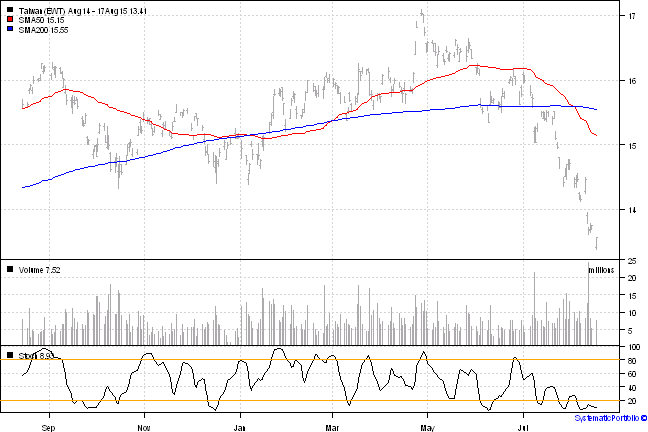 Taiwan (EWT) Aug14 - 17Aug15 13.41
SMA50 15.15
SMA200 15.55
17
16
15
14
Volume 7.52
millions
25
20
15
10
5
Stoch 8.93
100
80
60
40
20
Sep
Nov
Jan
Mar
May
Jul
SystematicPortfolio ©